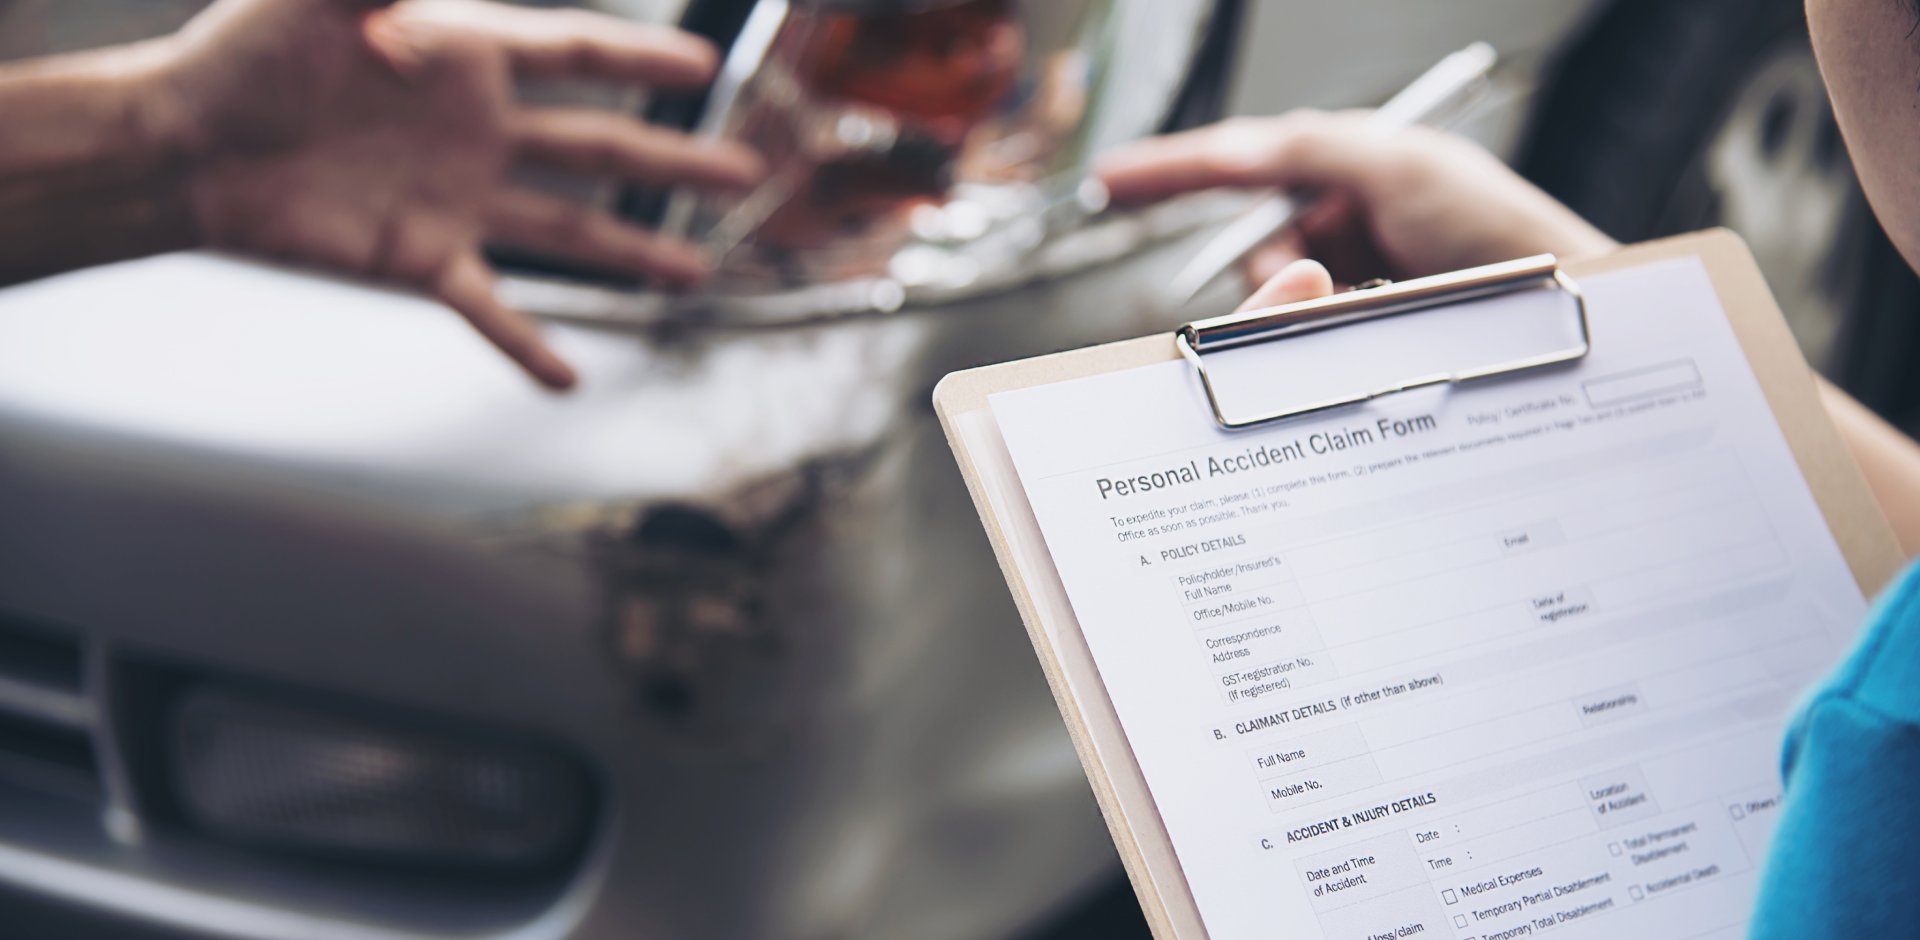 Personal Accident Claim Form
Policy/ Certificate No.
To expedite your claim, please (1) complete this form, (2) prepare the relevant documents required in Page Two and (3) submit them to
Office as soon as possible. Thank you.
A. POLICY DETAILS
Policyholder/Insured's
Full Name
Email
Office/Mobile No.
Date of
registration
Correspondence
Address
GST-registration No.
(If registered)
B. CLAIMANT DETAILS (if other than above)
Full Name
Relationship
Mobile No.
C. ACCIDENT & INJURY DETAILS
Date and Time
of Accident
Date :
Time :
Location
of Accident
loss/claim
Medical Expenses
Temporary Partial Disablement
Temporary Total Disablement
Total Permanent
Disablement
Accidental Death
Others